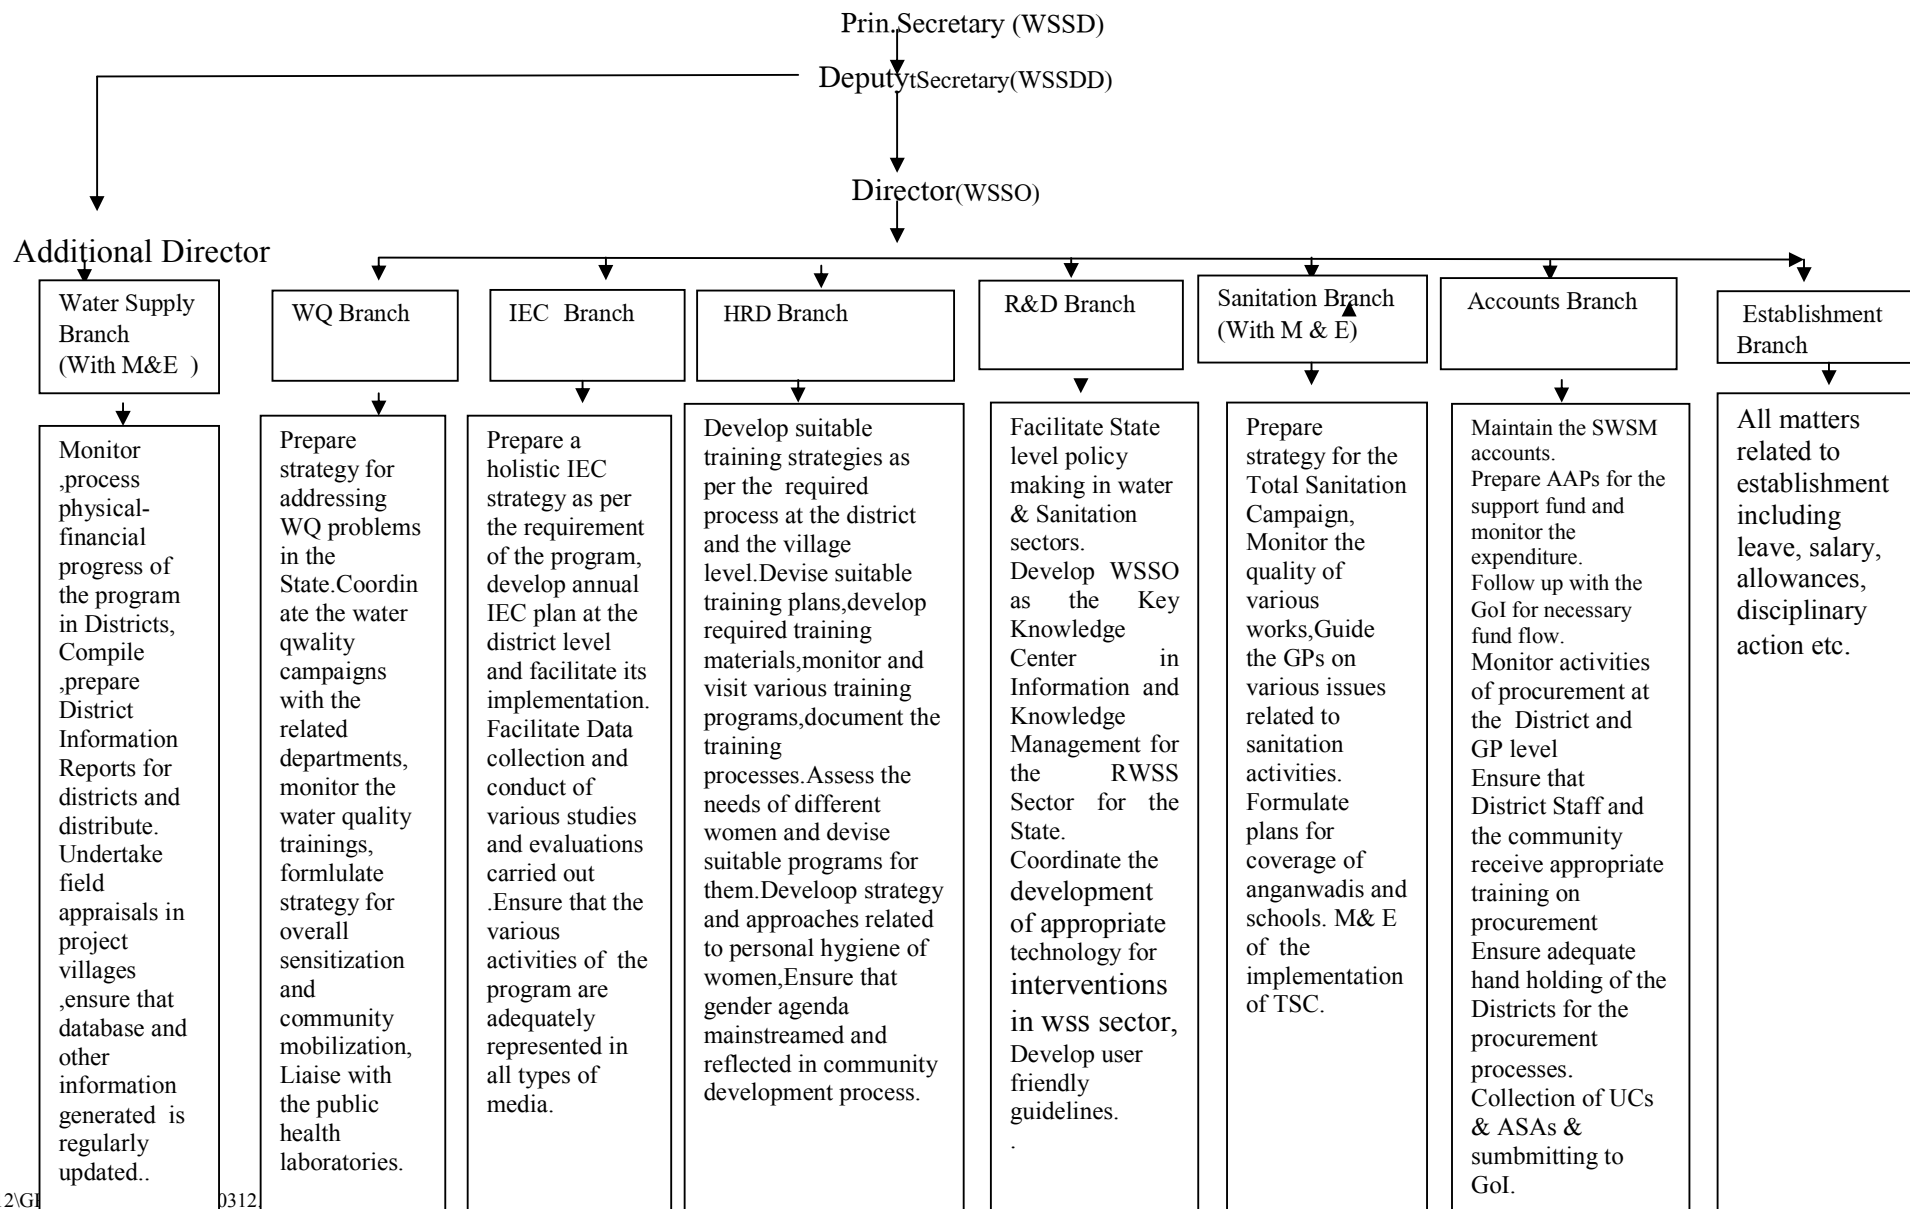 Prin.Secretary (WSSD)
DeputytSecretary(WSSDD)
Director(WSSO)
Additional Director
Water Supply
Branch
(With M&E )
WQ Branch
IEC Branch
HRD Branch
R&D Branch
Sanitation Branch
(With M & E)
Accounts Branch
Establishment
Branch
Monitor
,process
physical-
financial
progress of
the program
in Districts,
Compile
,prepare
District
Information
Reports for
districts and
distribute.
Undertake
field
appraisals in
project
villages
,ensure that
database and
other
information
generated is
regularly
updated..
Prepare
strategy for
addressing
WQ problems
in the
State.Coordin
ate the water
qwality
campaigns
with the
related
departments,
monitor the
water quality
trainings,
formlulate
strategy for
overall
sensitization
and
community
mobilization,
Liaise with
the public
health
laboratories.
Prepare a
holistic IEC
strategy as per
the requirement
of the program,
develop annual
IEC plan at the
district level
and facilitate its
implementation.
Facilitate Data
collection and
conduct of
various studies
and evaluations
carried out
.Ensure that the
various
activities of the
program are
adequately
represented in
all types of
media.
Develop suitable
training strategies as
per the required
process at the district
and the village
level.Devise suitable
training plans,develop
required training
materials,monitor and
visit various training
programs,document the
training
processes.Assess the
needs of different
women and devise
suitable programs for
them.Develoop strategy
and approaches related
to personal hygiene of
women,Ensure that
gender agenda
mainstreamed and
reflected in community
development process.
Facilitate State
level policy
making in water
& Sanitation
sectors.
Develop WSSO
as the Key
Knowledge
Center in
Information and
Knowledge
Management for
the RWSS
Sector for the
State.
Coordinate the
development
of appropriate
technology for
interventions
in wss sector,
Develop user
friendly
guidelines.
.
Prepare
strategy for the
Total Sanitation
Campaign,
Monitor the
quality of
various
works,Guide
the GPs on
various issues
related to
sanitation
activities.
Formulate
plans for
coverage of
anganwadis and
schools. M& E
of the
implementation
of TSC.
Maintain the SWSM
accounts.
Prepare AAPs for the
support fund and
monitor the
expenditure.
Follow up with the
GoI for necessary
fund flow.
Monitor activities
of procurement at
the District and
GP level
Ensure that
District Staff and
the community
receive appropriate
training on
procurement
Ensure adequate
hand holding of the
Districts for the
procurement
processes.
Collection of UCs
& ASAs &
sumbmitting to
GoI.
All matters
related to
establishment
including
leave, salary,
allowances,
disciplinary
action etc.
2\G
0312.